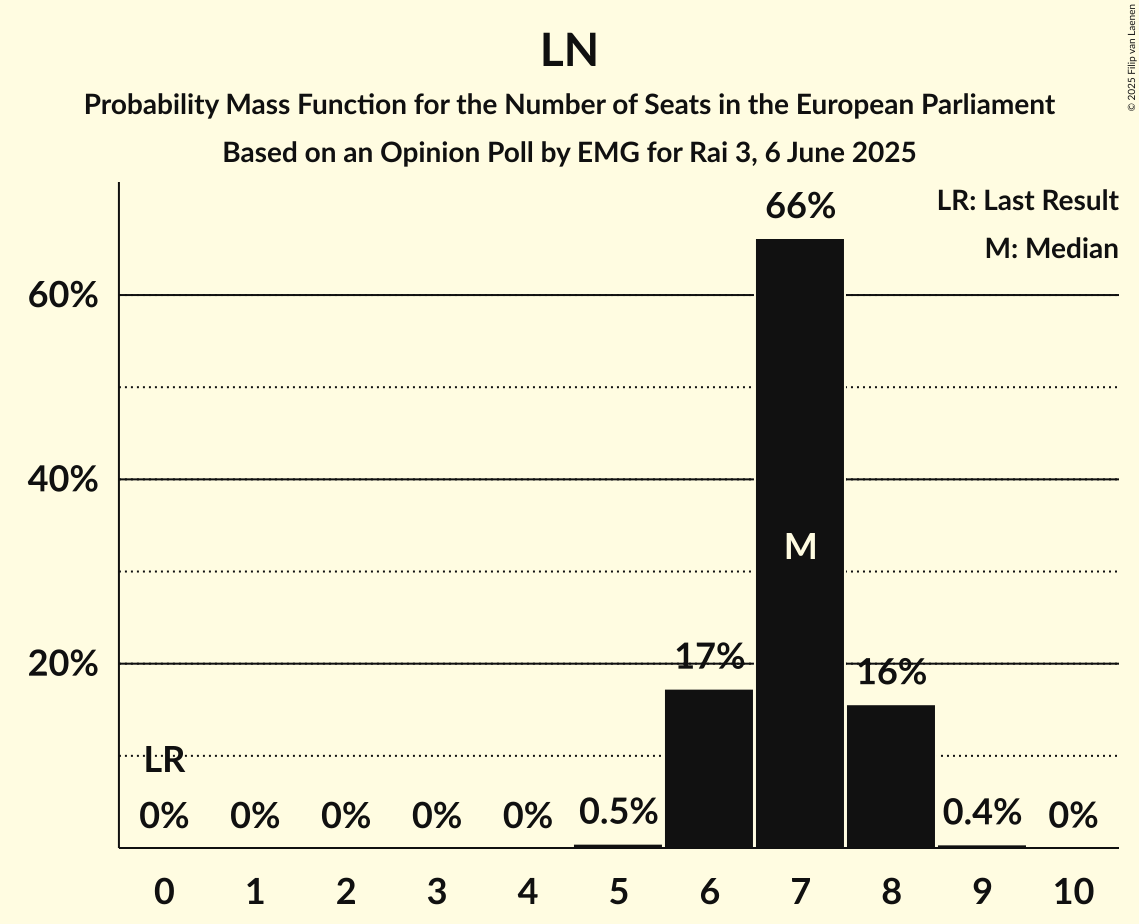 LN
Probability Mass Function for the Number of Seats in the European Parliament
Based on an Opinion Poll by EMG for Rai 3, 6 June 2025
© 2025 Filip van Laenen
LR: Last Result
M: Median
66%
60%
40%
M
20%
17%
16%
LR
0%
0%
0%
0%
0%
0.5%
0.4%
0%
0 1 2 3 4 5 6 7 8 9 10